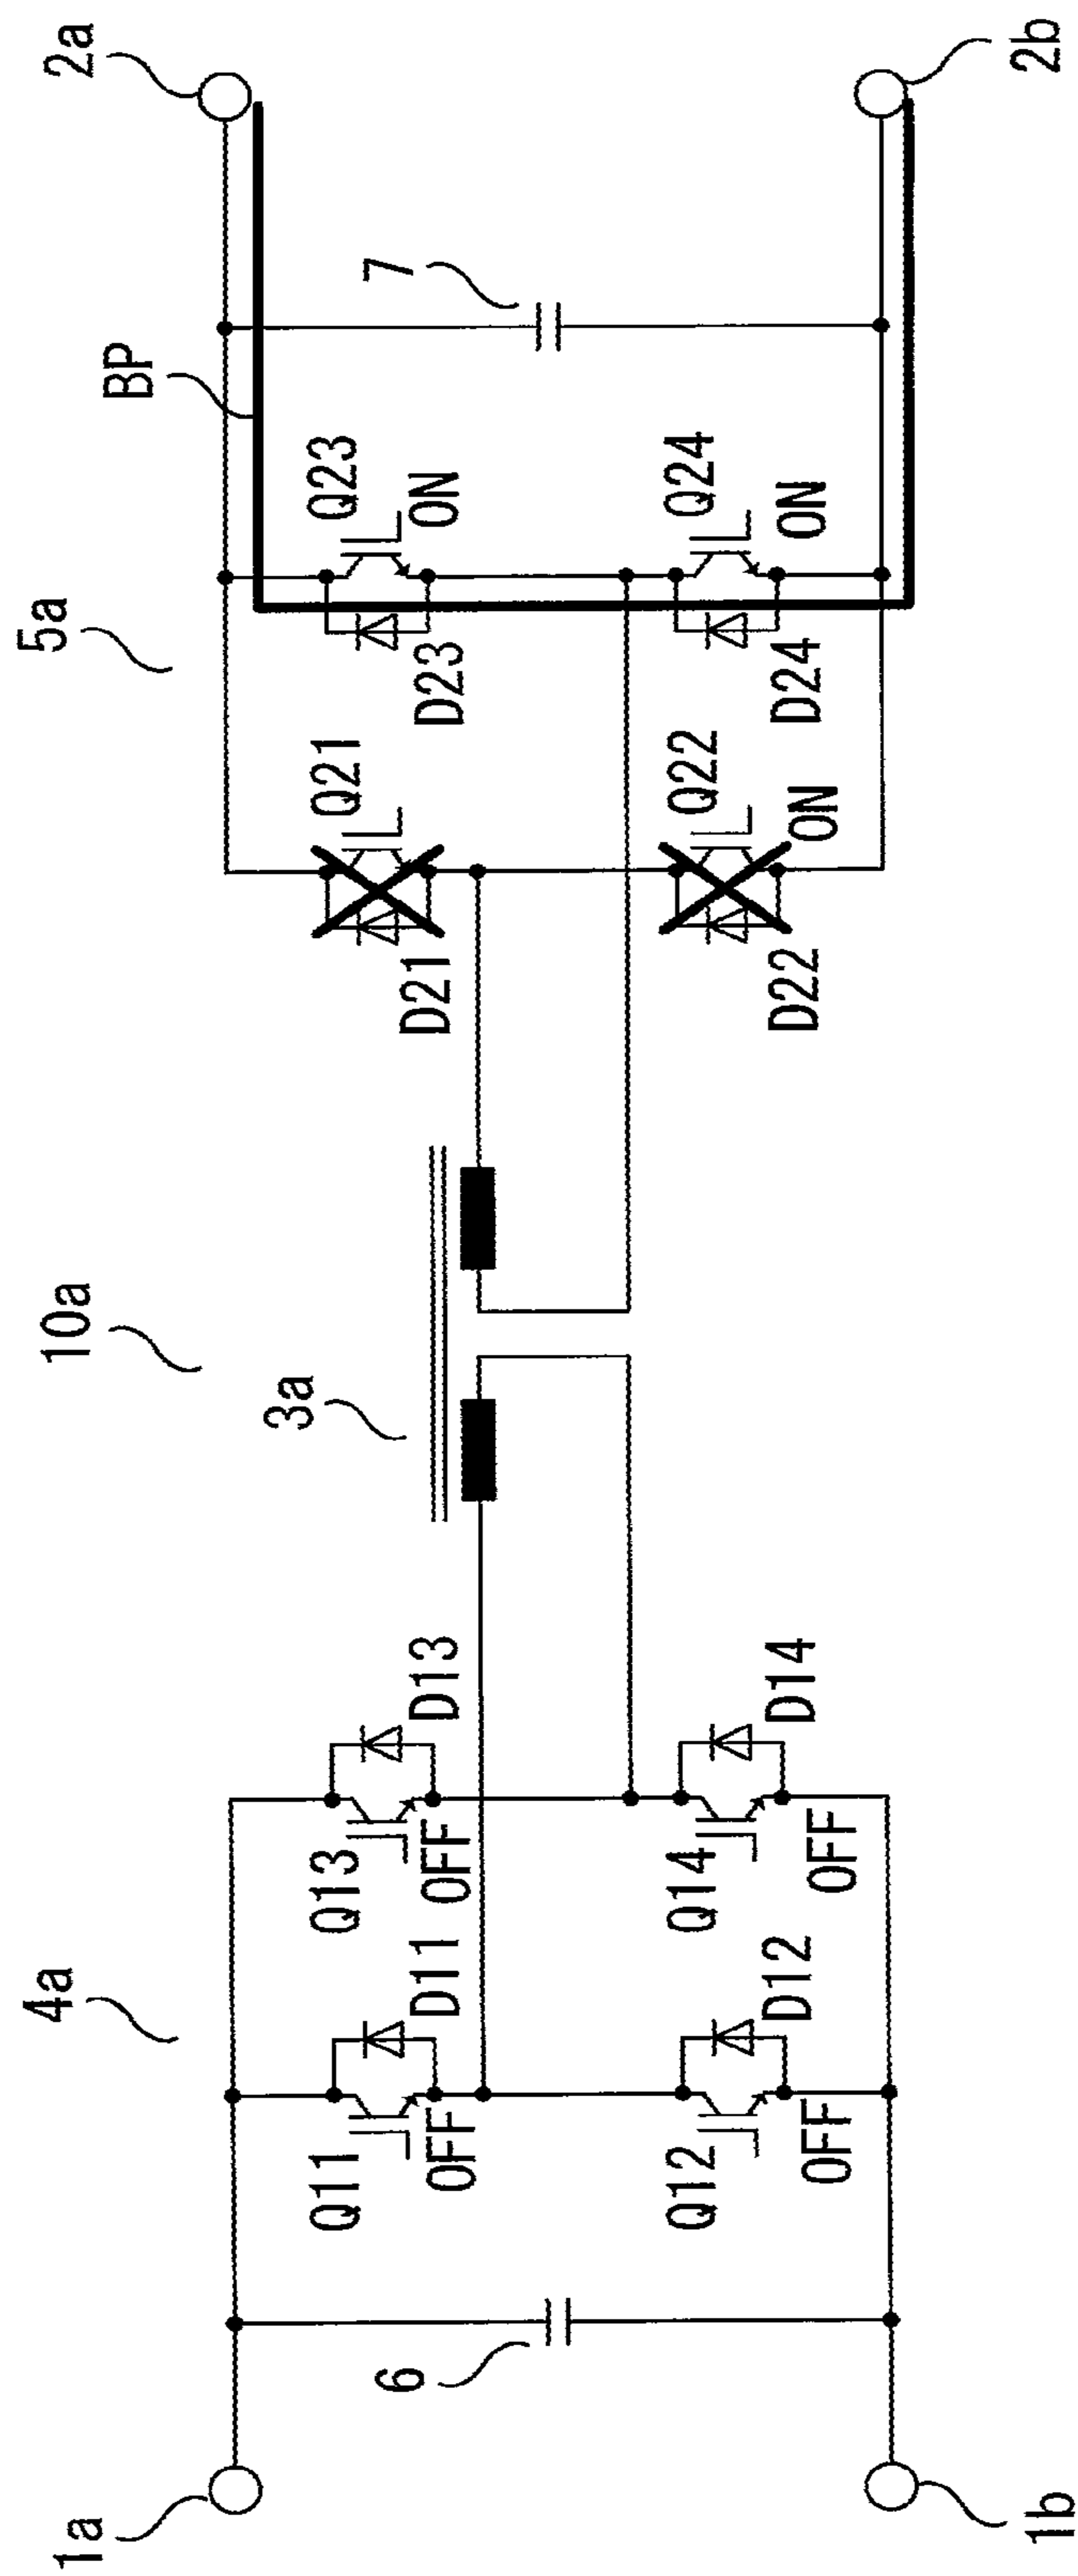 10a
4a
5a
BP
1a
2a
3a
6
7
Q11
D11
OFF
Q13
D13
OFF
Q21
D21
Q23
D23
ON
Q12
D12
OFF
Q14
D14
OFF
Q22
D22
ON
Q24
D24
ON
1b
2b